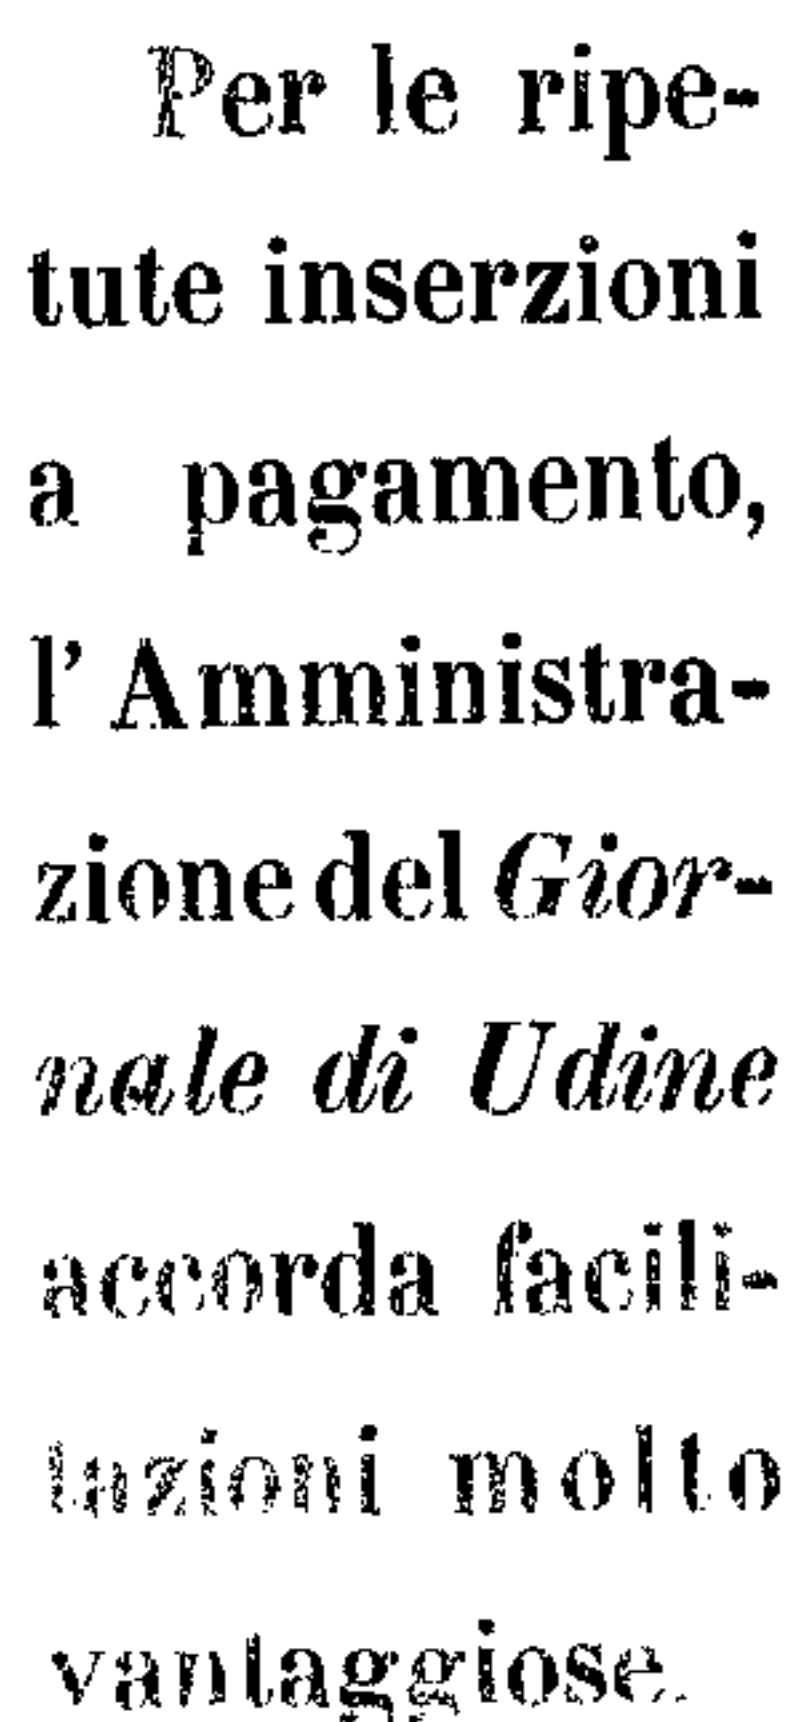 Per le ripe-
tute inserzioni
a pagamento,
l' Amministra-
zione del Gior-
nale di Udine
accorda facili-
tazioni molto
vantaggiose.